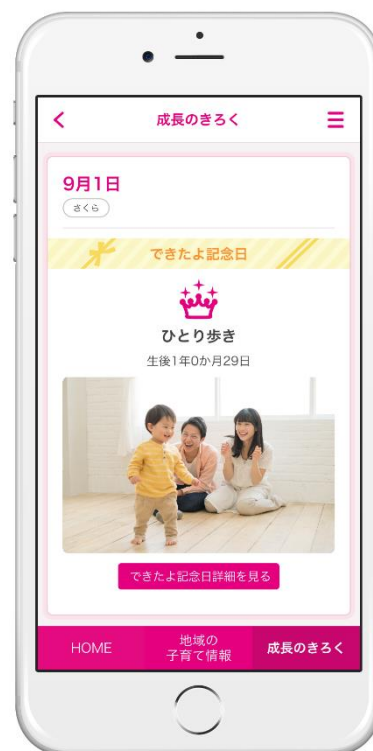 成長のきろく
9月1日
さくら
できたよ記念日
ひとり歩き
生後1年0か月29日
できたよ記念日詳細を見る
HOME
地域の
子育て情報
成長のきろく